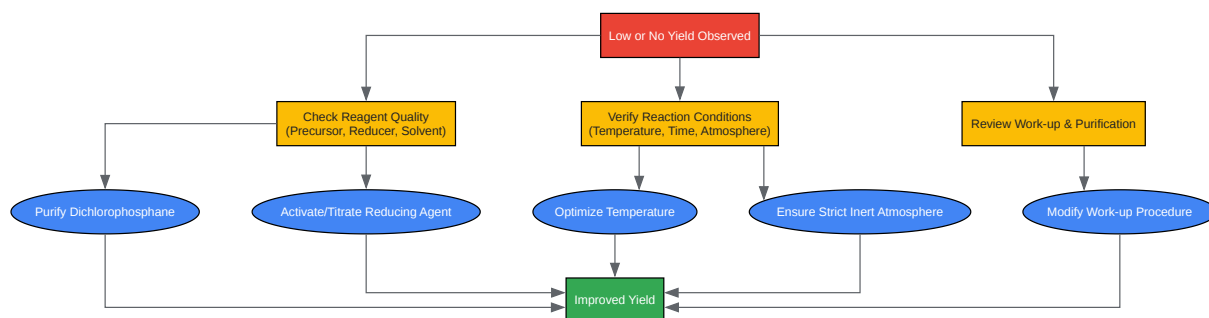 Low or No Yield Observed
Check Reagent Quality
(Precursor, Reducer, Solvent)
Verify Reaction Conditions
(Temperature, Time, Atmosphere)
Review Work-up & Purification
Purify Dichlorophosphane
Activate/Titrate Reducing Agent
Optimize Temperature
Ensure Strict Inert Atmosphere
Modify Work-up Procedure
Improved Yield